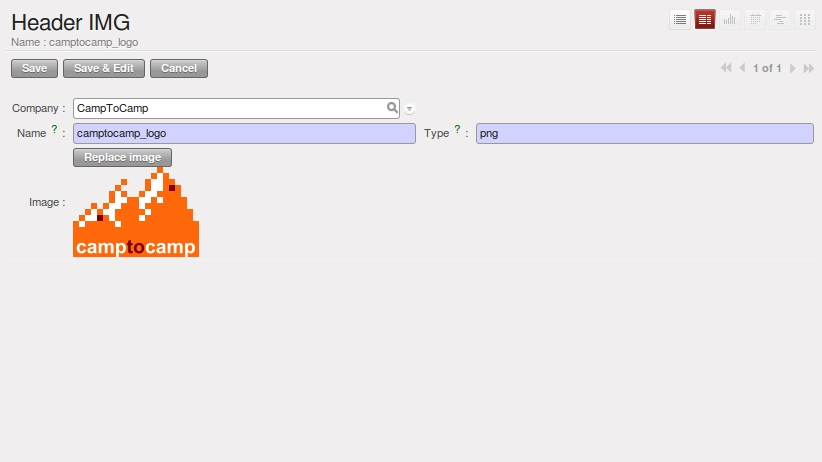 Header IMG
Name : camptocamp_logo
Save Save & Edit Cancel 1 of 1
Company : CampToCamp
Name ? : camptocamp_logo Type ? : png
Replace image
Image :
camptocamp